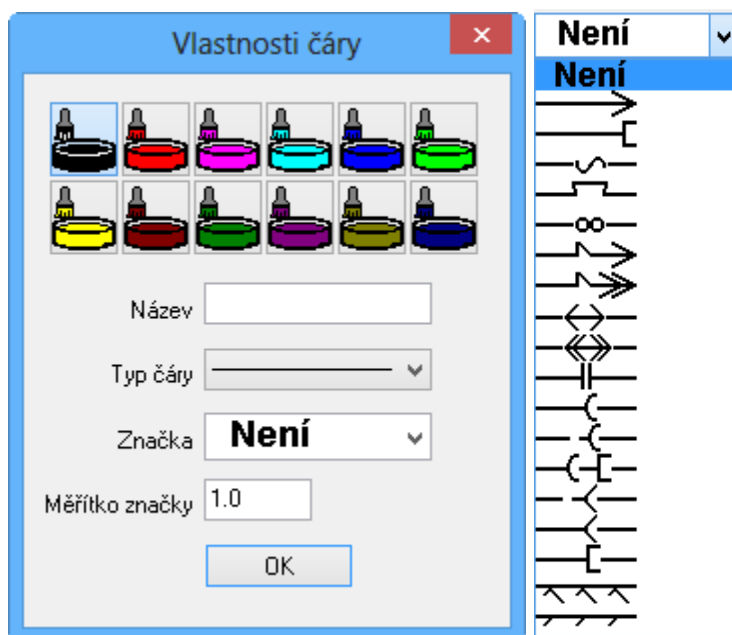 Vlastnosti čáry
Název
Typ čáry
Značka Není
Měřítko značky 1.0
OK
Není
Není